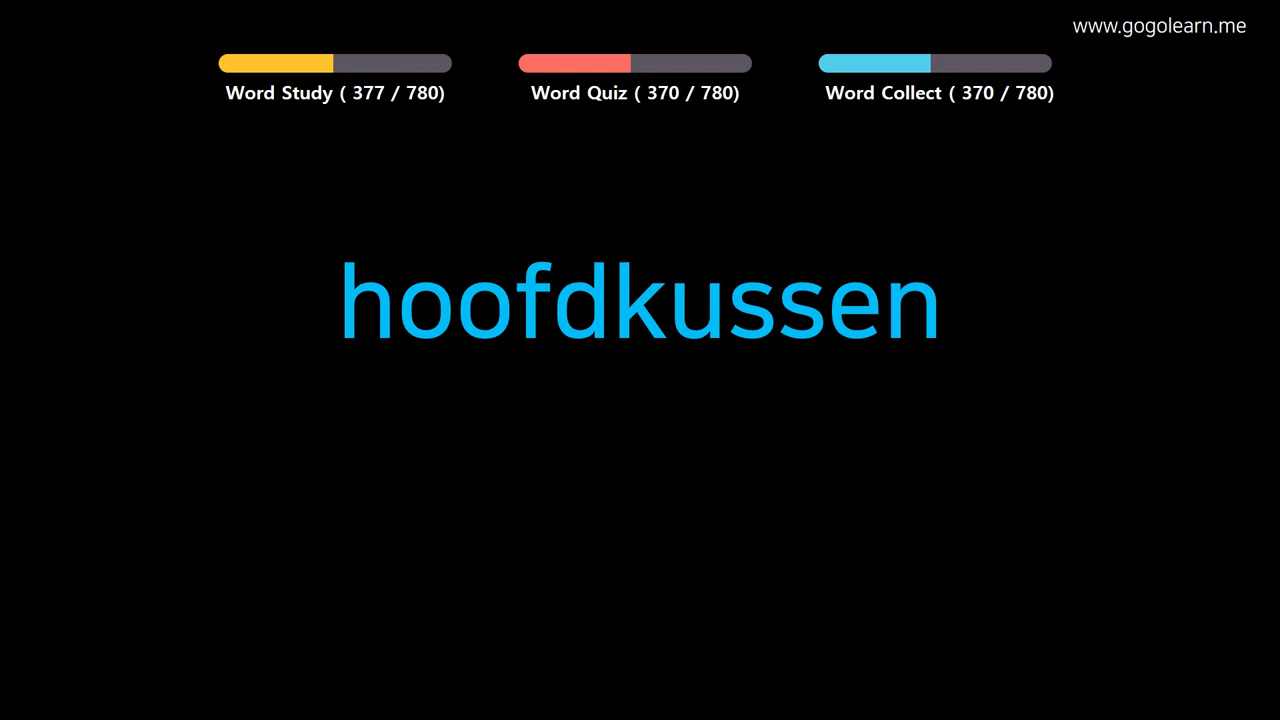 www.gogolearn.me
Word Study ( 377 / 780)
Word Quiz ( 370 / 780)
Word Collect ( 370 / 780)
hoofdkussen